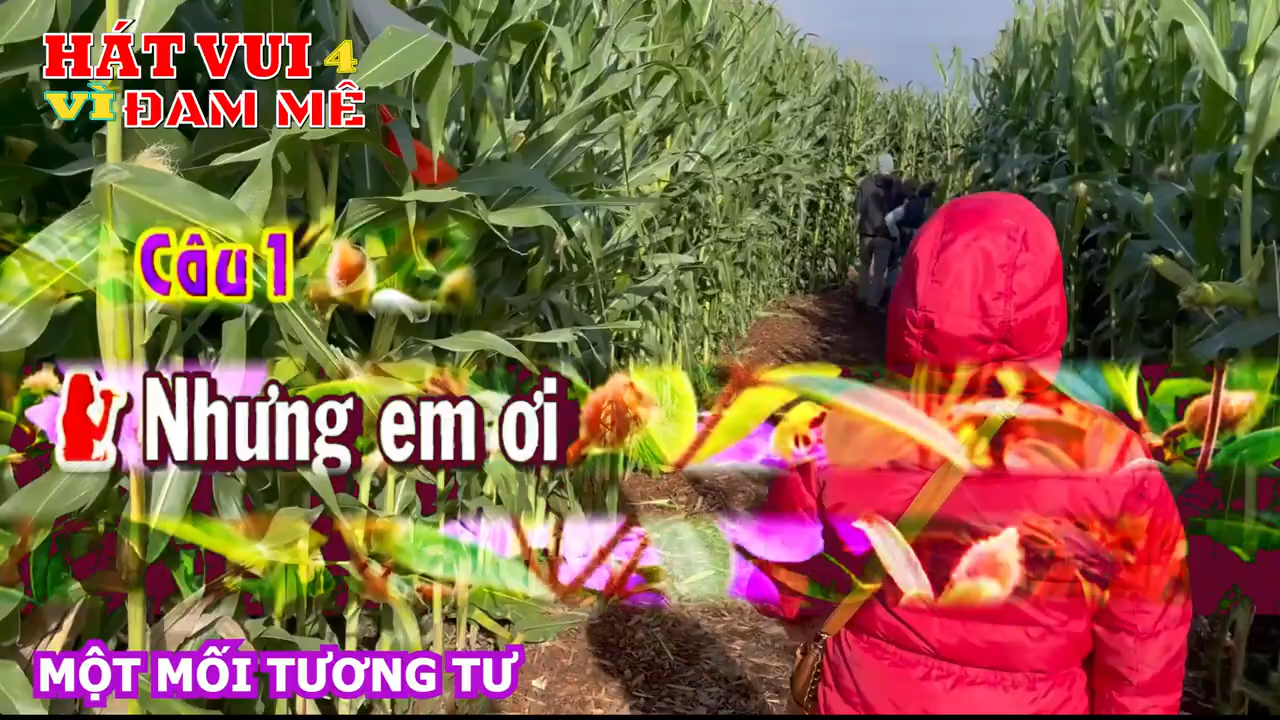 HÁT VUI 4
VÌ ĐAM MÊ
Câu 1
Nhưng em ơi
MỘT MỐI TƯƠNG TƯ